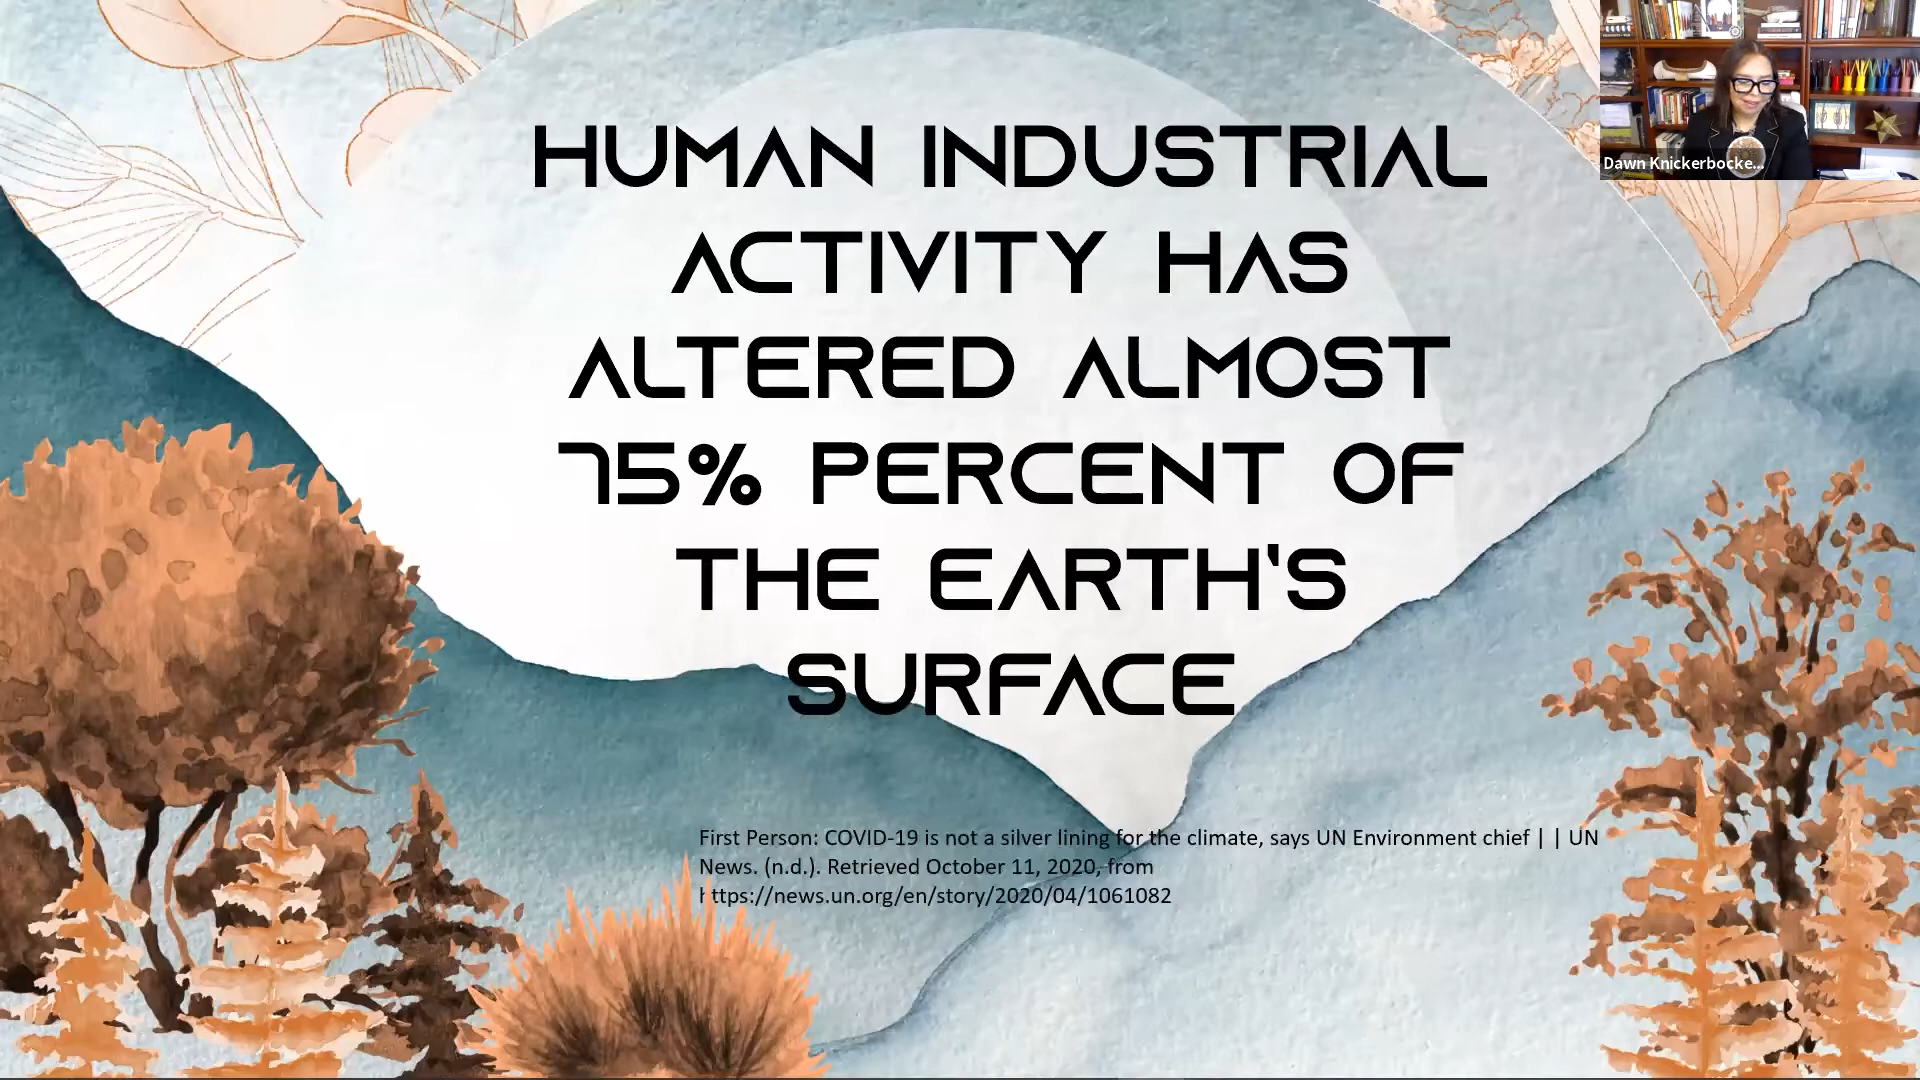 HUMAN INDUSTRIAL
ACTIVITY HAS
ALTERED ALMOST
75% PERCENT OF
THE EARTH'S
SURFACE
First Person: COVID-19 is not a silver lining for the climate, says UN Environment chief | | UN
News. (n.d.). Retrieved October 11, 2020, from
https://news.un.org/en/story/2020/04/1061082
Dawn Knickerbocke...